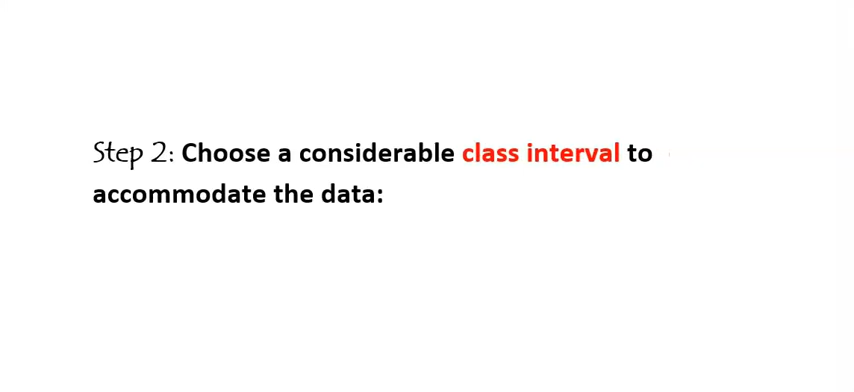 Step 2: Choose a considerable class interval to
accommodate the data: